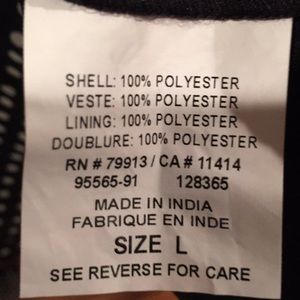 SHELL: 100% POLYESTER
VESTE: 100% POLYESTER
LINING: 100% POLYESTER
DOUBLURE: 100% POLYESTER
RN # 79913 / CA # 11414
95565-91 128365
MADE IN INDIA
FABRIQUE EN INDE
SIZE L
SEE REVERSE FOR CARE